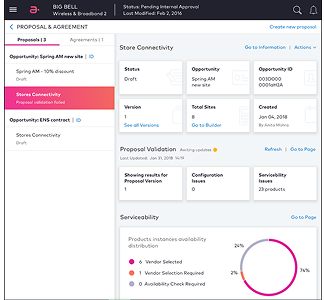 BIG BELL
Wireless & Broadband 2
Status: Pending Internal Approval
Last Modified: Feb 2, 2016
PROPOSAL & AGREEMENT
Create new proposal
Proposals | 3
Agreements | 1
Opportunity: Spring AM new site | ID
Spring AM - 10% discount
Draft
Stores Connectivity
Proposal validation failed
Opportunity: ENS contract | ID
Stores Connectivity
Draft
Store Connectivity
Go to Information | Actions
Status
Draft
Opportunity
Spring AM
new site
Opportunity ID
Version
1
See all Versions
Total Sites
8
Go to Builder
Created
Jan 04, 2018
By Anita Molina
Proposal Validation
Awaiting updates
Refresh | Go to Page
Last Updated: Jan 31, 2018 14:19
Showing results for
Proposal Version
1
Configuration
Issues
0
Servicebility
Issues
23 products
Serviceability
Go to Page
Products instances availability
distribution
6 Vendor Selected
1 Vendor Selection Required
0 Availability Check Required
24%
2%
74%